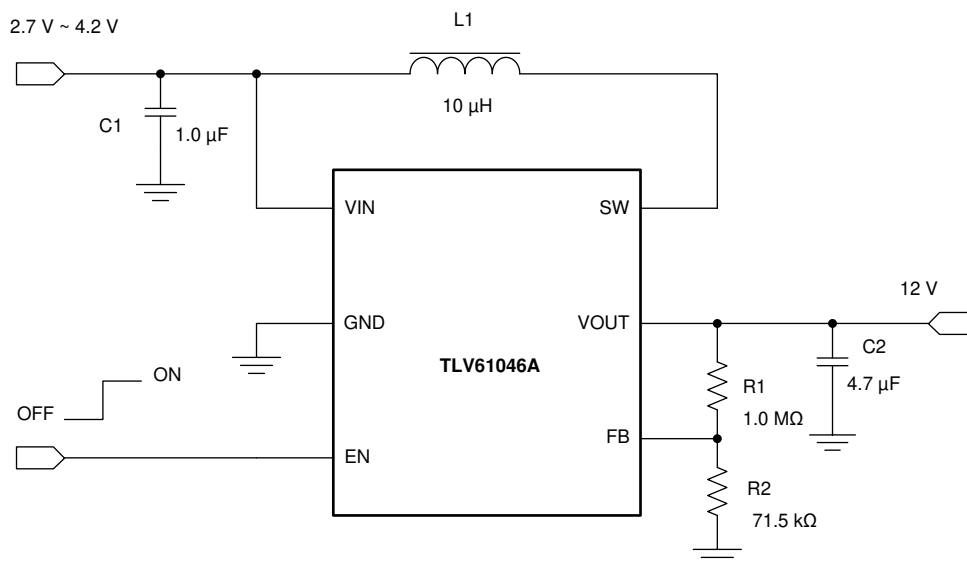 L1
2.7 V ~ 4.2 V
10 µH
C1
1.0 µF
VIN
SW
12 V
GND
VOUT
C2
TLV61046A
4.7 µF
ON
R1
1.0 MΩ
OFF
FB
EN
R2
71.5 kΩ